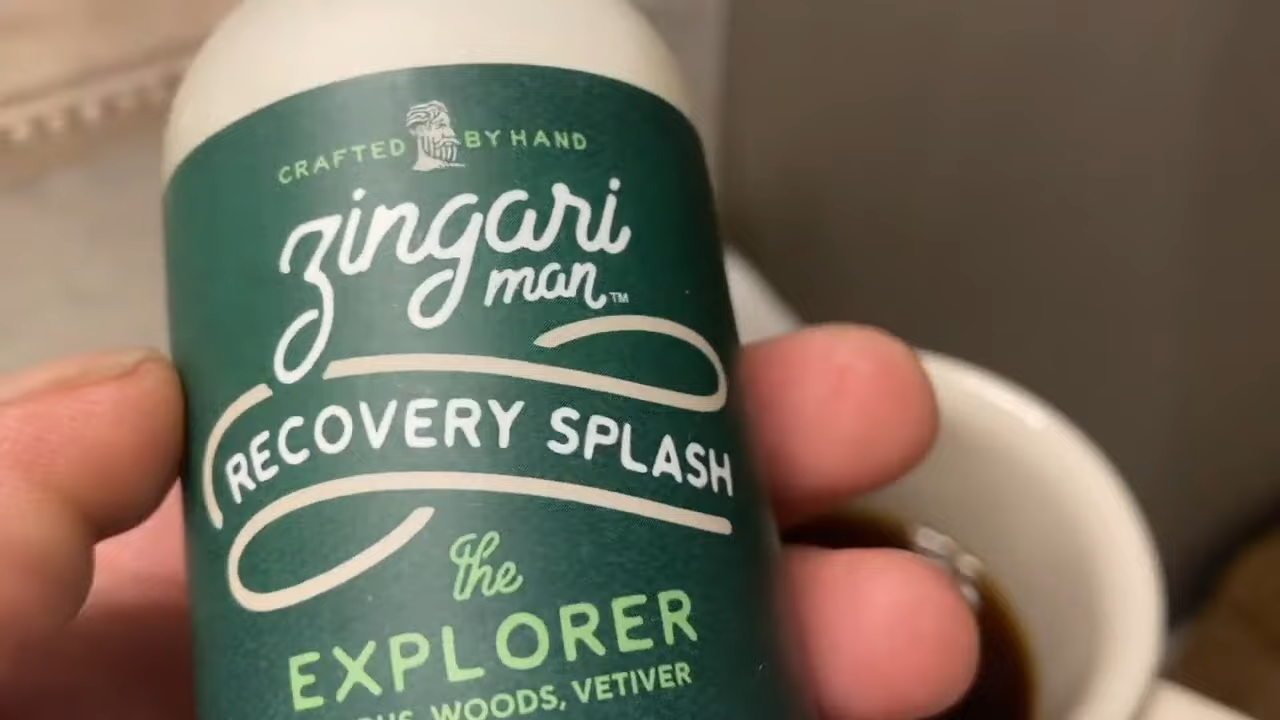 CRAFTED BY HAND
zingari
man™
RECOVERY SPLASH
the
EXPLORER
WOODS, VETIVER